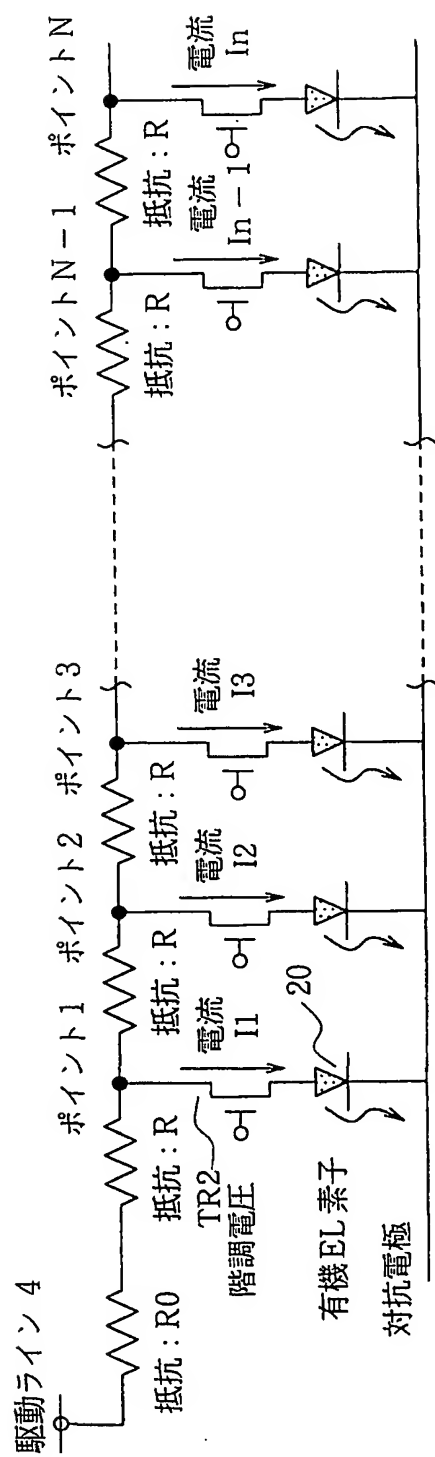 駆動ライン 4
抵抗 : R0
抵抗 : R
ポイント1
抵抗 : R
ポイント2
抵抗 : R
ポイント3
ポイントN−1
抵抗 : R
ポイントN
抵抗 : R
TR2
階調電圧
電流
I1
電流
I2
電流
I3
電流
In−1
電流
In
20
有機EL素子
対抗電極